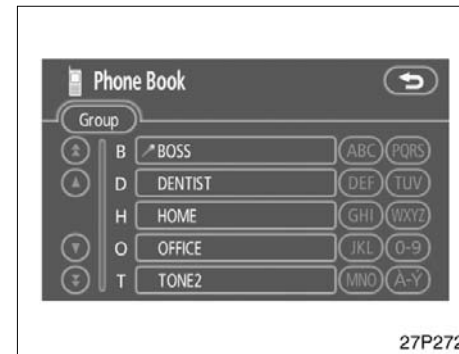 Phone Book
Group
B BOSS ABC PQRS
D DENTIST DEF TUV
H HOME GHI WXYZ
O OFFICE JKL 0-9
T TONE2 MNO À-Ý
27P272